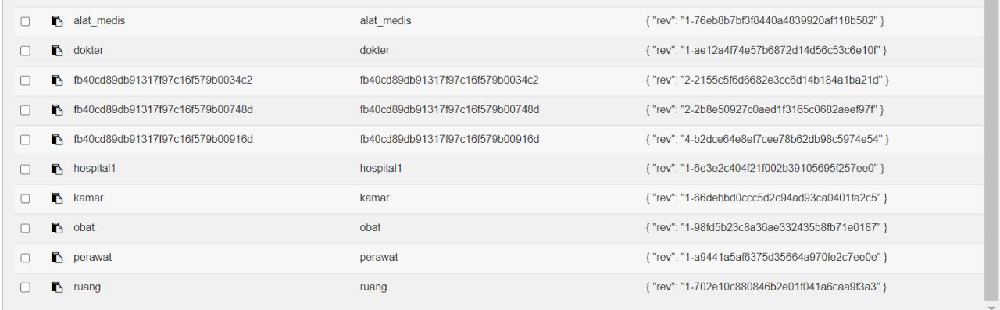 alat_medis alat_medis { "rev": "1-76eb8b7bf3f8440a4839920af118b582" }
dokter dokter { "rev": "1-ae12a4f74e57b6872d14d56c53c6e10f" }
fb40cd89db91317f97c16f579b0034c2 fb40cd89db91317f97c16f579b0034c2 { "rev": "2-2155c5f6d6682e3cc6d14b184a1ba21d" }
fb40cd89db91317f97c16f579b00748d fb40cd89db91317f97c16f579b00748d { "rev": "2-2b8e50927c0aed1f3165c0682aeef97f" }
fb40cd89db91317f97c16f579b00916d fb40cd89db91317f97c16f579b00916d { "rev": "4-b2dce64e8ef7cee78b62db98c5974e54" }
hospital1 hospital1 { "rev": "1-6e3e2c404f21f002b39105695f257ee0" }
kamar kamar { "rev": "1-66debbd0ccc5d2c94ad93ca0401fa2c5" }
obat obat { "rev": "1-98fd5b23c8a36ae332435b8fb71e0187" }
perawat perawat { "rev": "1-a9441a5af6375d35664a970fe2c7ee0e" }
ruang ruang { "rev": "1-702e10c880846b2e01f041a6caa9f3a3" }